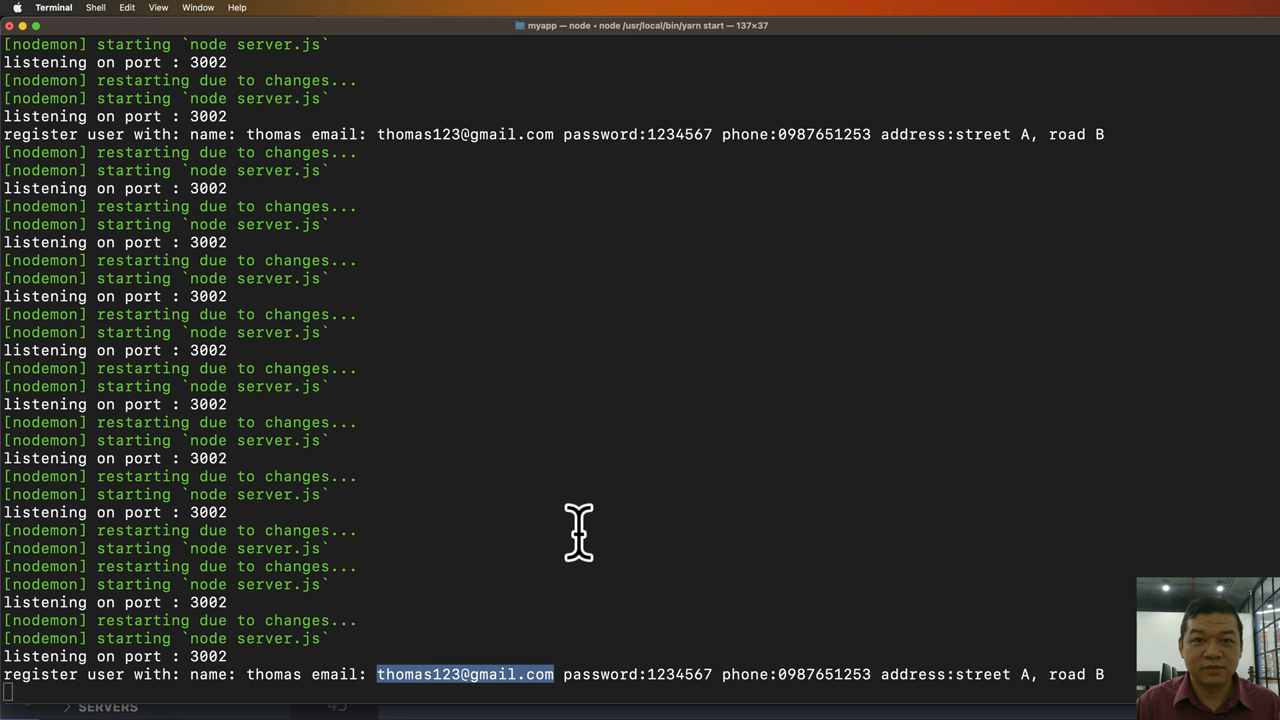 Terminal Shell Edit View Window Help
myapp — node • node /usr/local/bin/yarn start — 137×37
[nodemon] starting `node server.js`
listening on port : 3002
[nodemon] restarting due to changes...
[nodemon] starting `node server.js`
listening on port : 3002
register user with: name: thomas email: thomas123@gmail.com password:1234567 phone:0987651253 address:street A, road B
[nodemon] restarting due to changes...
[nodemon] starting `node server.js`
listening on port : 3002
[nodemon] restarting due to changes...
[nodemon] starting `node server.js`
listening on port : 3002
[nodemon] restarting due to changes...
[nodemon] starting `node server.js`
listening on port : 3002
[nodemon] restarting due to changes...
[nodemon] starting `node server.js`
listening on port : 3002
[nodemon] restarting due to changes...
[nodemon] starting `node server.js`
listening on port : 3002
[nodemon] restarting due to changes...
[nodemon] starting `node server.js`
listening on port : 3002
[nodemon] restarting due to changes...
[nodemon] starting `node server.js`
listening on port : 3002
[nodemon] restarting due to changes...
[nodemon] starting `node server.js`
[nodemon] restarting due to changes...
[nodemon] starting `node server.js`
listening on port : 3002
[nodemon] restarting due to changes...
[nodemon] starting `node server.js`
listening on port : 3002
register user with: name: thomas email: thomas123@gmail.com password:1234567 phone:0987651253 address:street A, road B
SERVERS